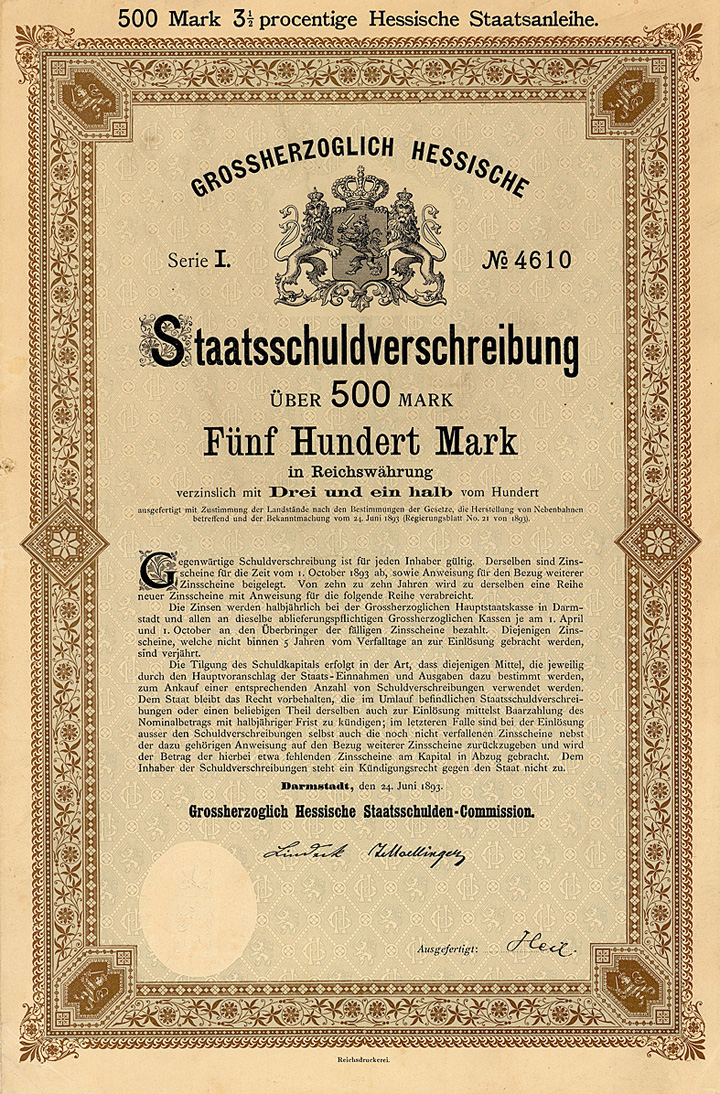 500 Mark 3½ procentige Hessische Staatsanleihe.
GROSSHERZOGLICH HESSISCHE
Serie I. № 4610
Staatsschuldverschreibung
ÜBER 500 MARK
Fünf Hundert Mark
in Reichswährung
verzinslich mit Drei und ein halb vom Hundert
ausgefertigt mit Zustimmung der Landstände nach den Bestimmungen der Gesetze, die Herstellung von Nebenbahnen
betreffend und der Bekanntmachung vom 24. Juni 1893 (Regierungsblatt No. 21 von 1893).
Gegenwärtige Schuldverschreibung ist für jeden Inhaber gültig. Derselben sind Zins-
scheine für die Zeit vom 1. October 1893 ab, sowie Anweisung für den Bezug weiterer
Zinsscheine beigelegt. Von zehn zu zehn Jahren wird zu derselben eine Reihe
neuer Zinsscheine mit Anweisung für die folgende Reihe verabreicht.
Die Zinsen werden halbjährlich bei der Grossherzoglichen Hauptstaatskasse in Darm-
stadt und allen an dieselbe ablieferungspflichtigen Grossherzoglichen Kassen je am 1. April
und 1. October an den Überbringer der fälligen Zinsscheine bezahlt. Diejenigen Zins-
scheine, welche nicht binnen 5 Jahren vom Verfalltage an zur Einlösung gebracht werden,
sind verjährt.
Die Tilgung des Schuldkapitals erfolgt in der Art, dass diejenigen Mittel, die jeweilig
durch den Hauptvoranschlag der Staats-Einnahmen und Ausgaben dazu bestimmt werden,
zum Ankauf einer entsprechenden Anzahl von Schuldverschreibungen verwendet werden.
Dem Staat bleibt das Recht vorbehalten, die im Umlauf befindlichen Staatsschuldverschrei-
bungen oder einen beliebigen Theil derselben auch zur Einlösung mittelst Baarzahlung des
Nominalbetrags mit halbjähriger Frist zu kündigen; im letzteren Falle sind bei der Einlösung
ausser den Schuldverschreibungen selbst auch die noch nicht verfallenen Zinsscheine nebst
der dazu gehörigen Anweisung auf den Bezug weiterer Zinsscheine zurückzugeben und wird
der Betrag der hierbei etwa fehlenden Zinsscheine am Kapital in Abzug gebracht. Dem
Inhaber der Schuldverschreibungen steht ein Kündigungsrecht gegen den Staat nicht zu.
Darmstadt, den 24. Juni 1893.
Grossherzoglich Hessische Staatsschulden-Commission.
Ausgefertigt:
Reichsdruckerei.